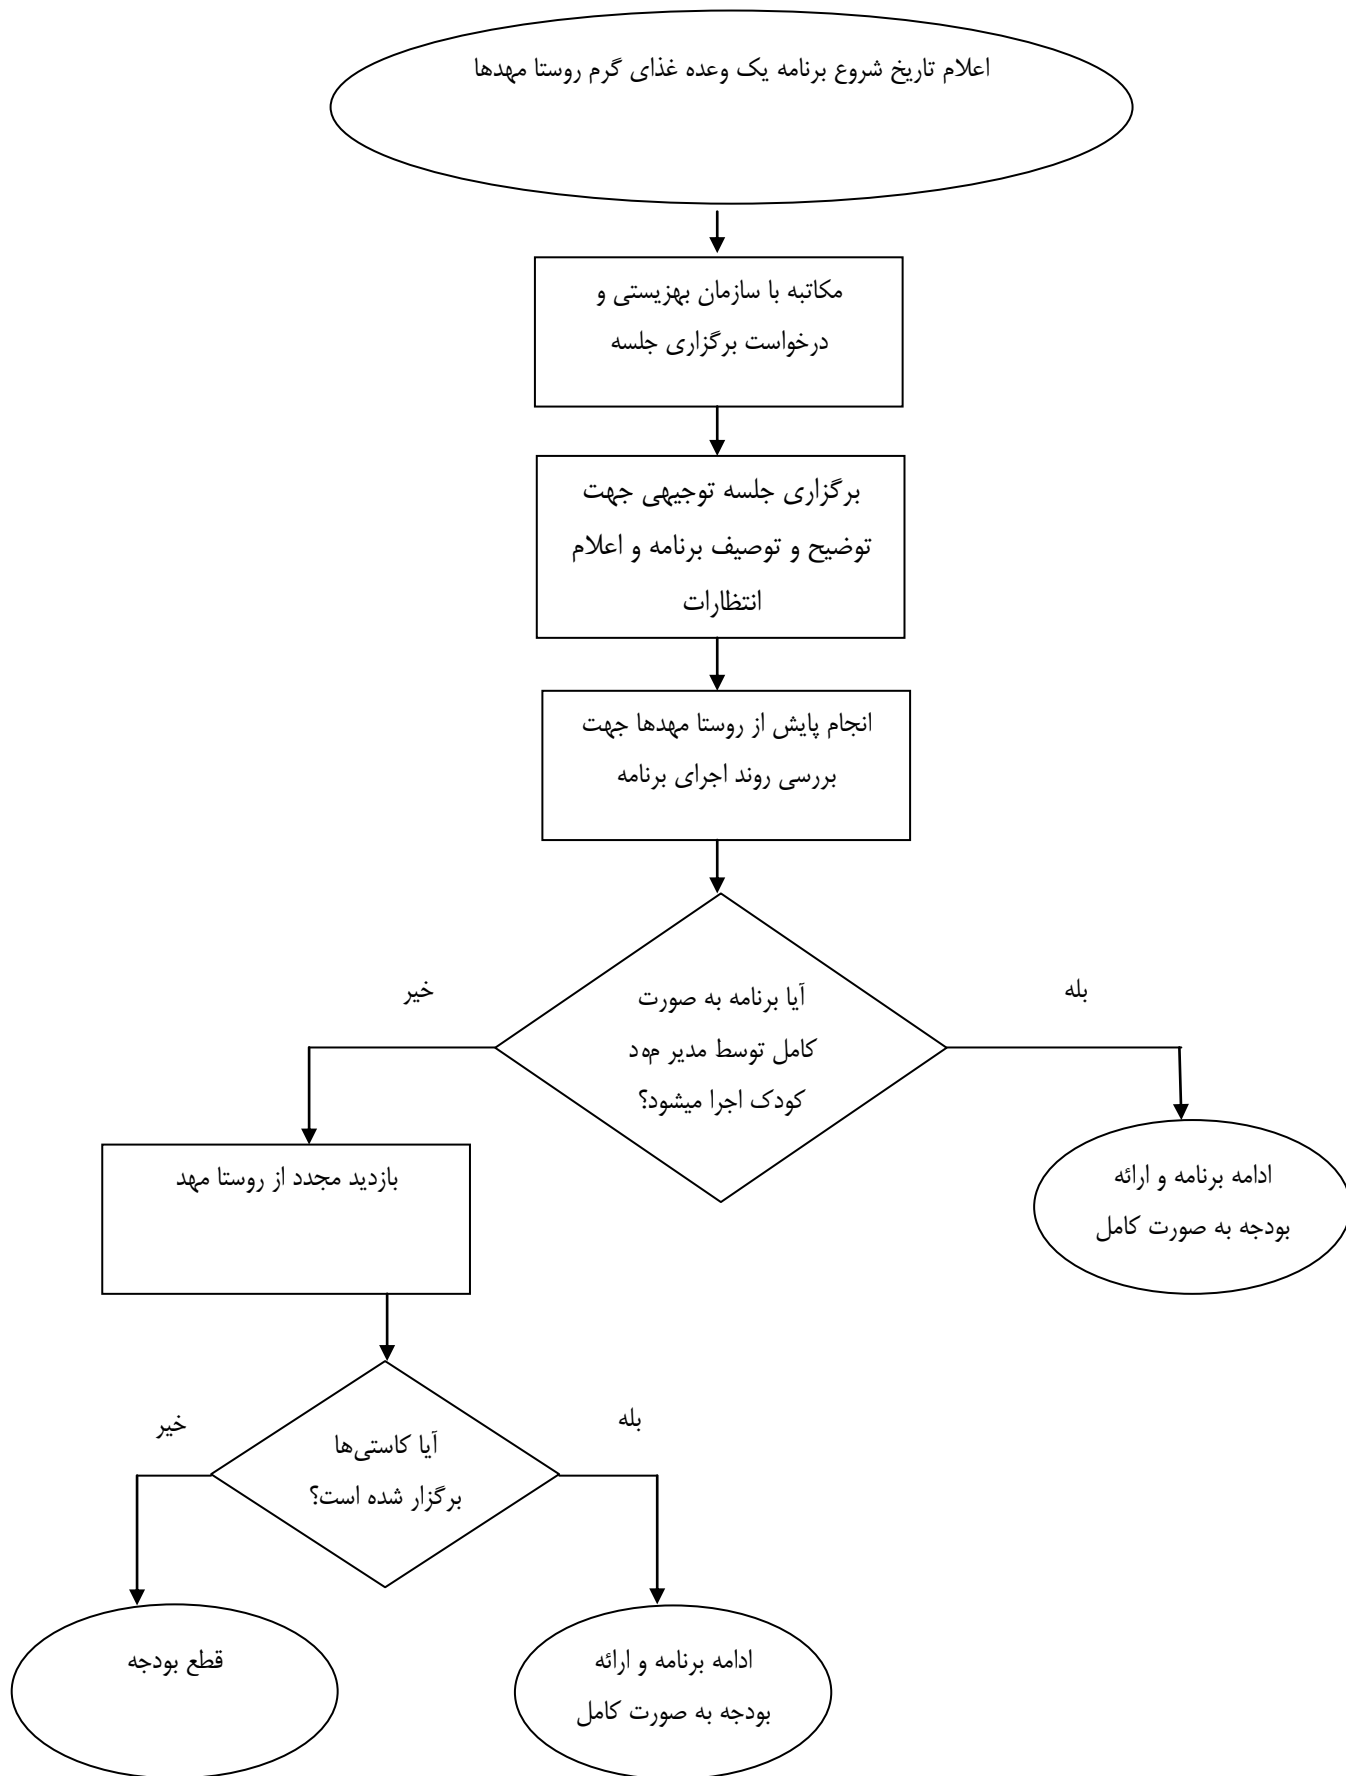 اعلام تاریخ شروع برنامه یک وعده غذای گرم روستا مهدها
مکاتبه با سازمان بهزیستی و
درخواست برگزاری جلسه
برگزاری جلسه توجیهی جهت
توضیح و توصیف برنامه و اعلام
انتظارات
انجام پایش از روستا مهدها جهت
بررسی روند اجرای برنامه
بله
خیر
آیا برنامه به صورت
کامل توسط مدیر مهد
کودک اجرا میشود؟
ادامه برنامه و ارائه
بودجه به صورت کامل
بازدید مجدد از روستا مهد
بله
خیر
آیا کاستی‌ها
برگزار شده است؟
ادامه برنامه و ارائه
بودجه به صورت کامل
قطع بودجه